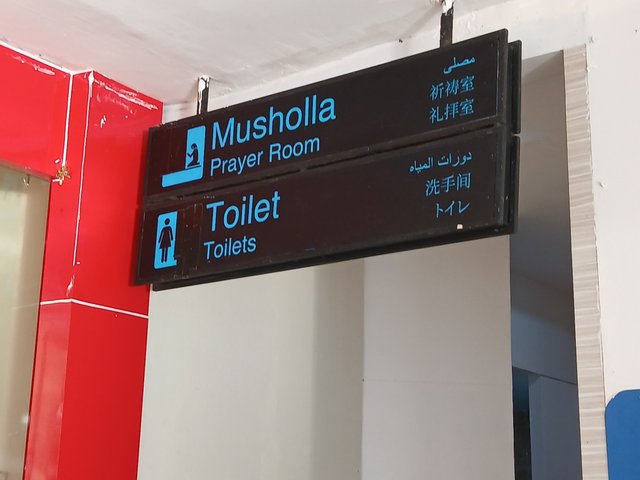 Musholla
Prayer Room
مصلى
祈祷室
礼拝室
Toilet
Toilets
دورات المياه
洗手间
トイレ